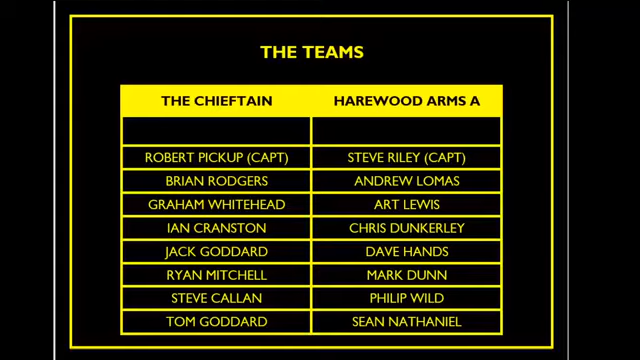 THE TEAMS
THE CHIEFTAIN HAREWOOD ARMS A
ROBERT PICKUP (CAPT) STEVE RILEY (CAPT)
BRIAN RODGERS ANDREW LOMAS
GRAHAM WHITEHEAD ART LEWIS
IAN CRANSTON CHRIS DUNKERLEY
JACK GODDARD DAVE HANDS
RYAN MITCHELL MARK DUNN
STEVE CALLAN PHILIP WILD
TOM GODDARD SEAN NATHANIEL